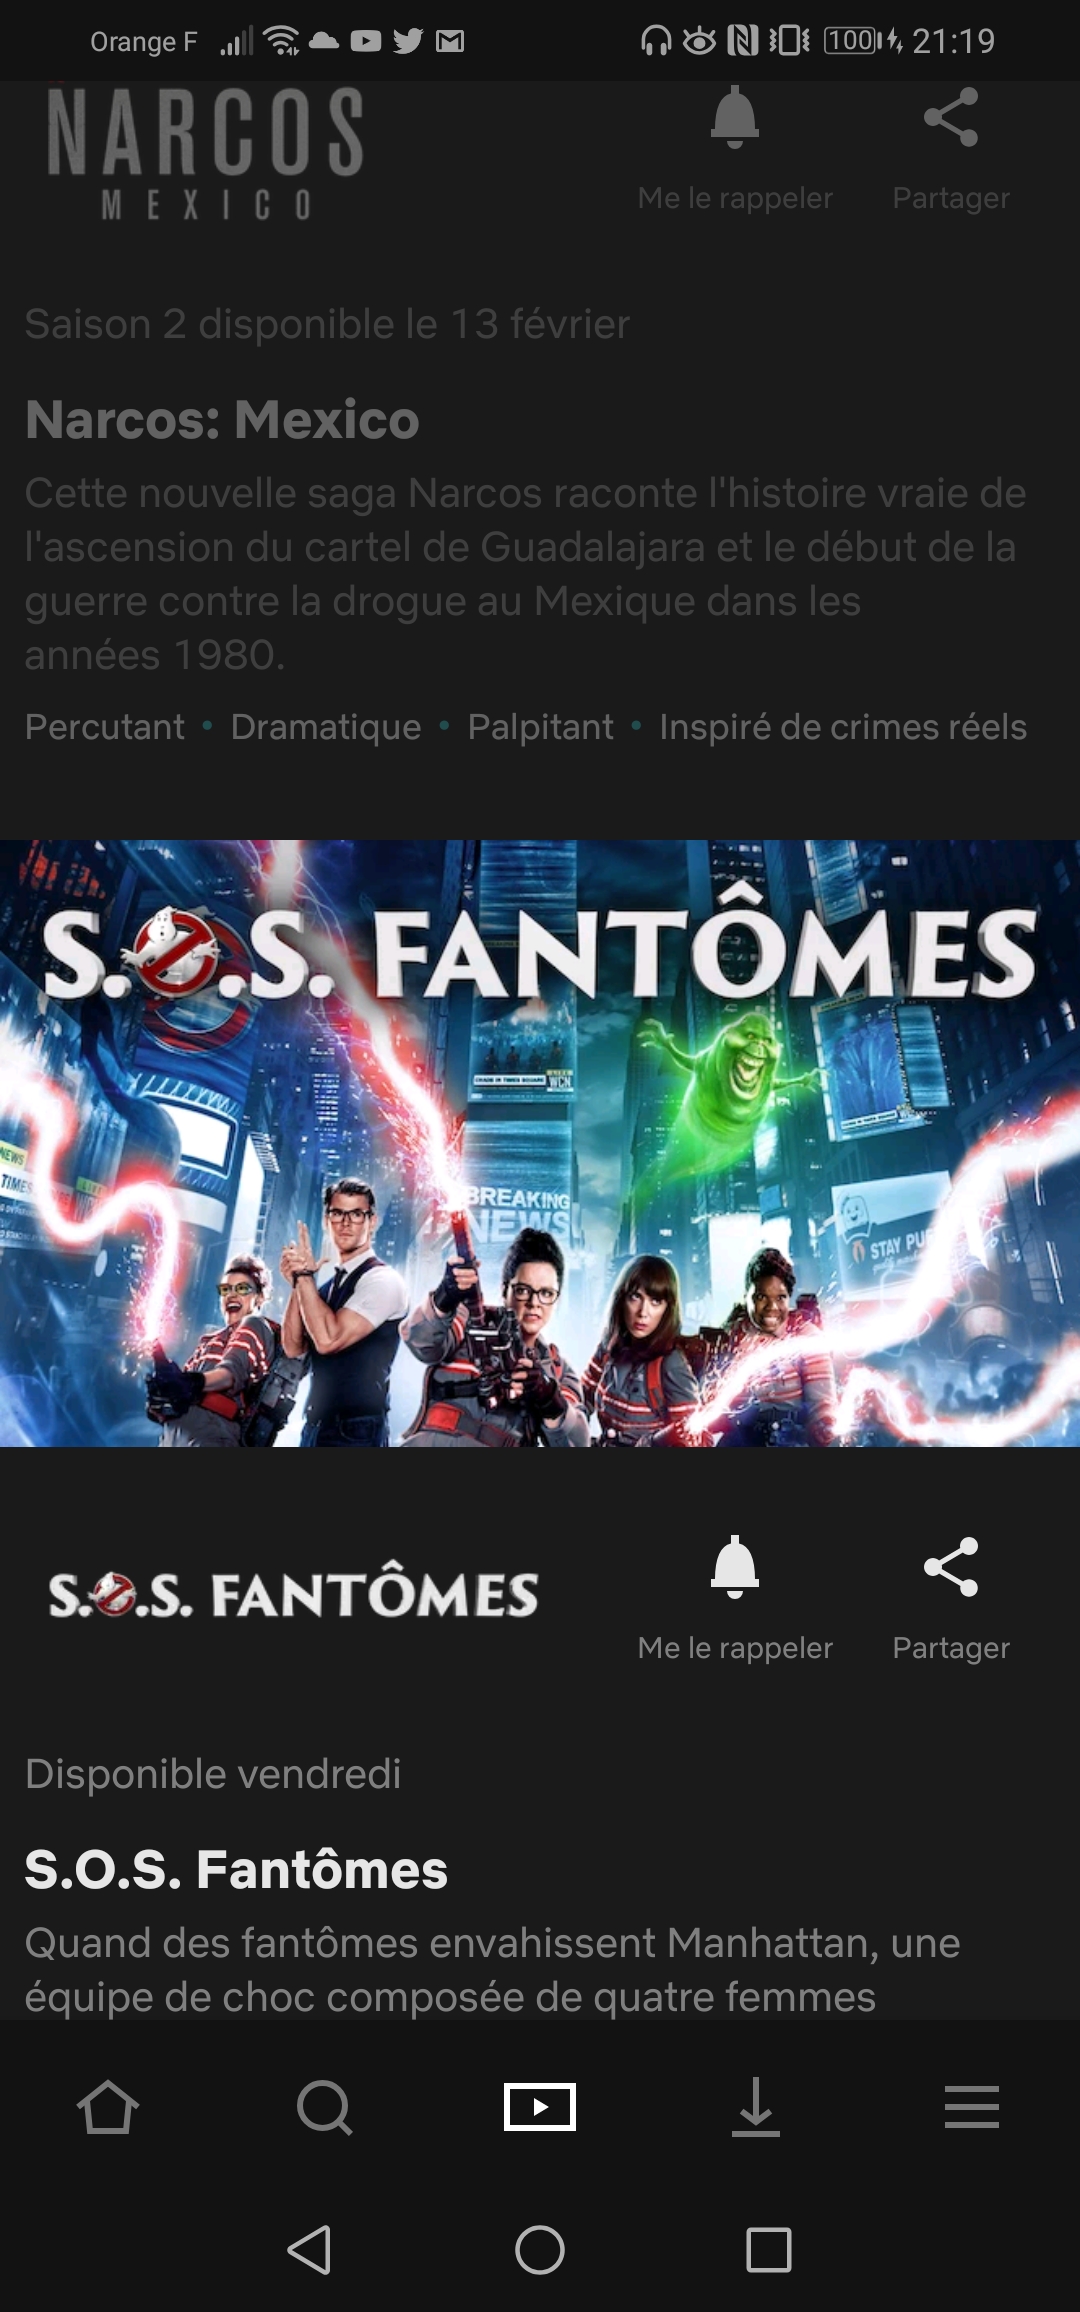 Orange F 100 21:19
NARCOS
MEXICO
Me le rappeler Partager
Saison 2 disponible le 13 février
Narcos: Mexico
Cette nouvelle saga Narcos raconte l'histoire vraie de
l'ascension du cartel de Guadalajara et le début de la
guerre contre la drogue au Mexique dans les
années 1980.
Percutant • Dramatique • Palpitant • Inspiré de crimes réels
S.O.S. FANTÔMES
WCN
NEWS
TIMES
BREAKING
NEWS
STAY PU
S.O.S. FANTÔMES
Me le rappeler Partager
Disponible vendredi
S.O.S. Fantômes
Quand des fantômes envahissent Manhattan, une
équipe de choc composée de quatre femmes